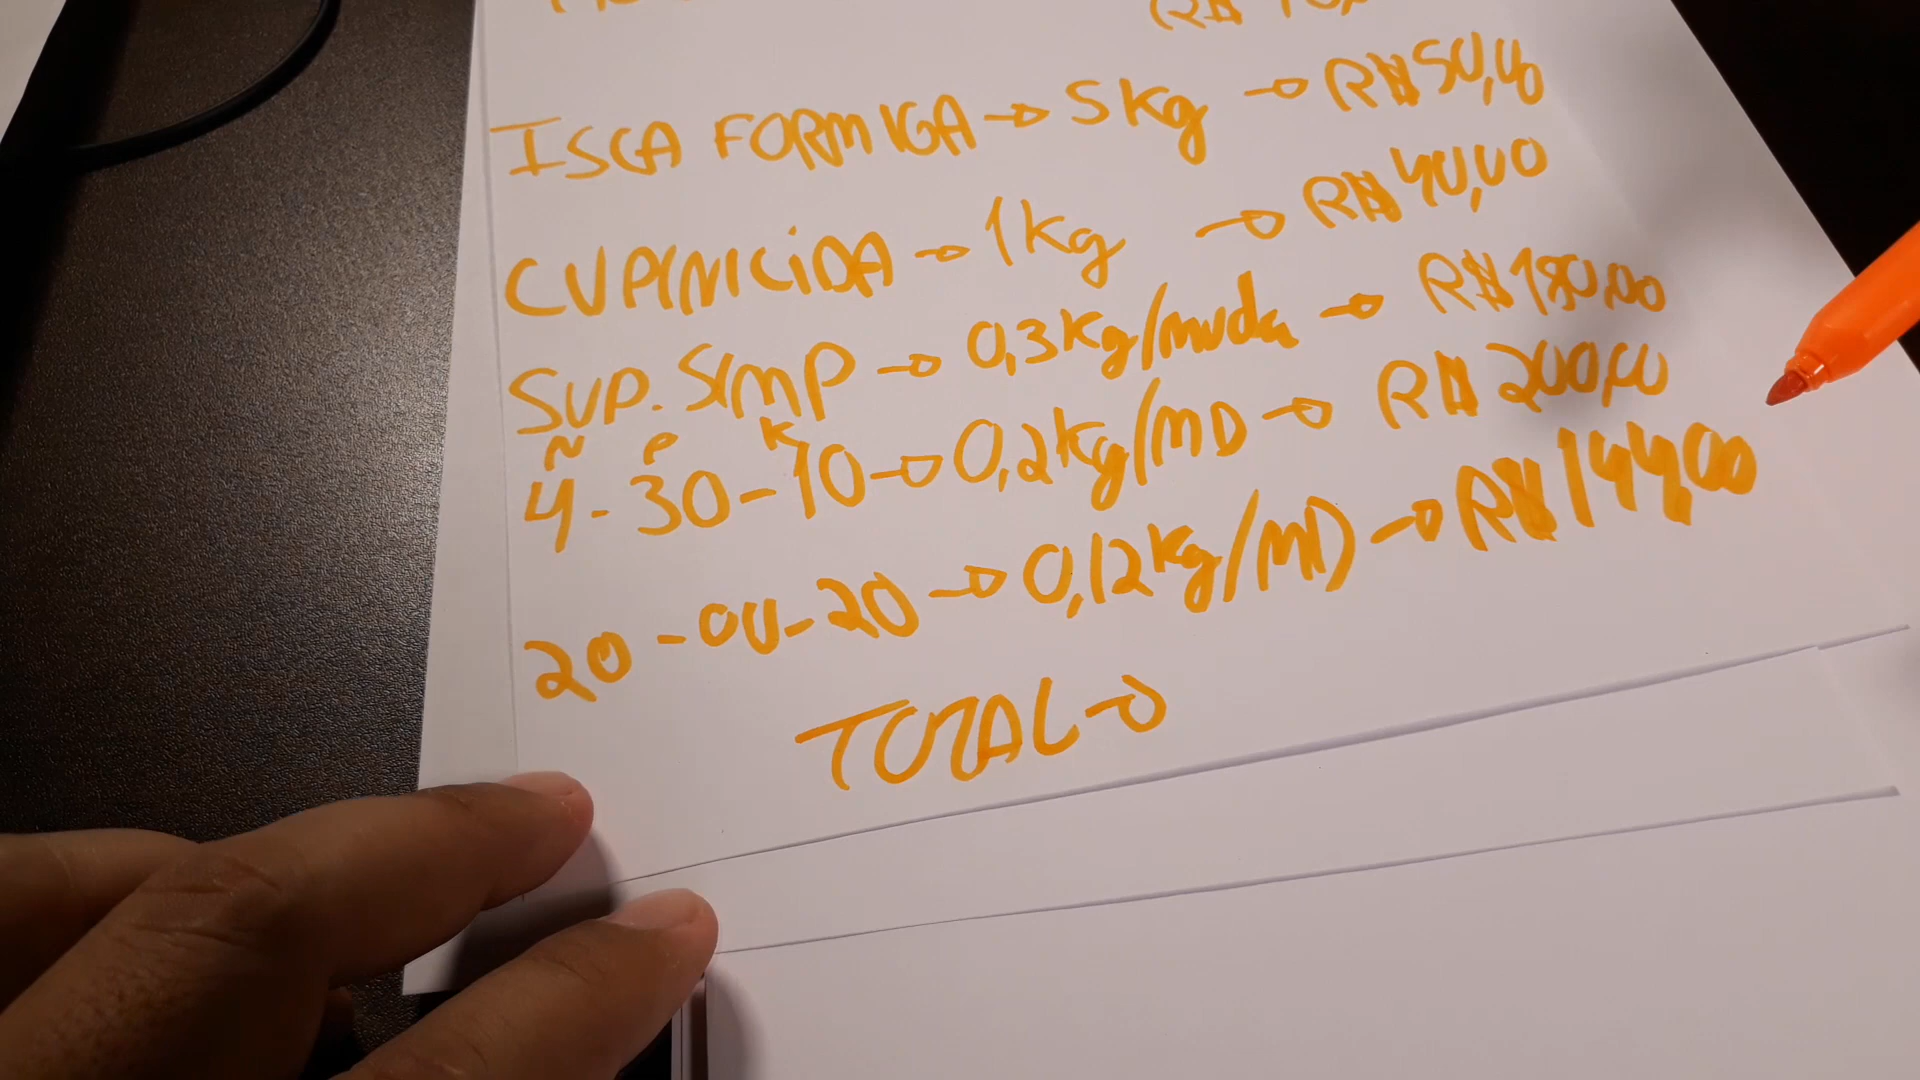 ISCA FORMIGA → 5Kg → R$50,00
CUPINICIDA → 1Kg → R$40,00
SUP. SIMP → 0,3Kg/muda → R$180,00
N P K
4-30-10 → 0,2Kg/MD → R$200,00
20-00-20 → 0,12Kg/MD → R$144,00
TOTAL →